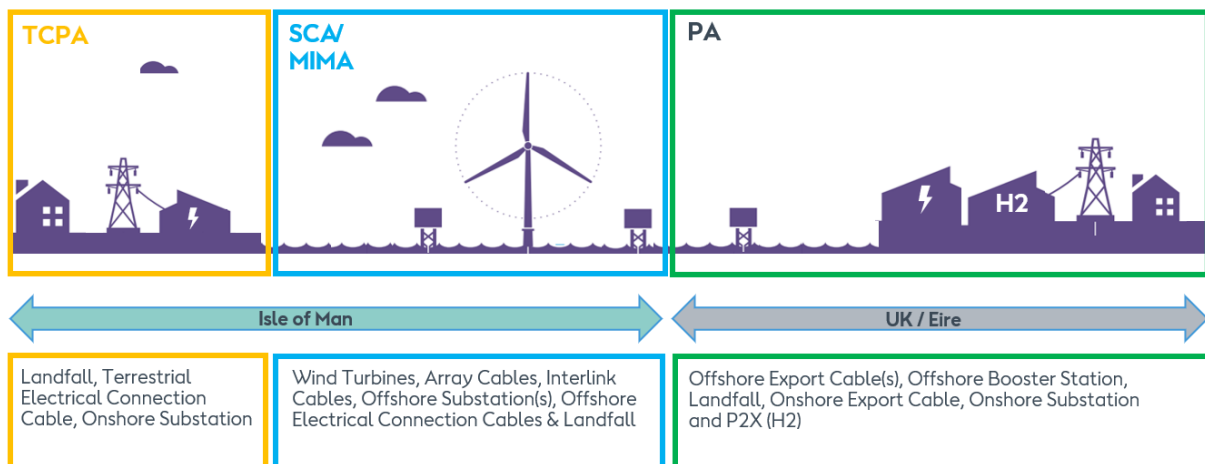 TCPA
SCA/
MIMA
PA
H2
Isle of Man
UK / Eire
Landfall, Terrestrial
Electrical Connection
Cable, Onshore Substation
Wind Turbines, Array Cables, Interlink
Cables, Offshore Substation(s), Offshore
Electrical Connection Cables & Landfall
Offshore Export Cable(s), Offshore Booster Station,
Landfall, Onshore Export Cable, Onshore Substation
and P2X (H2)